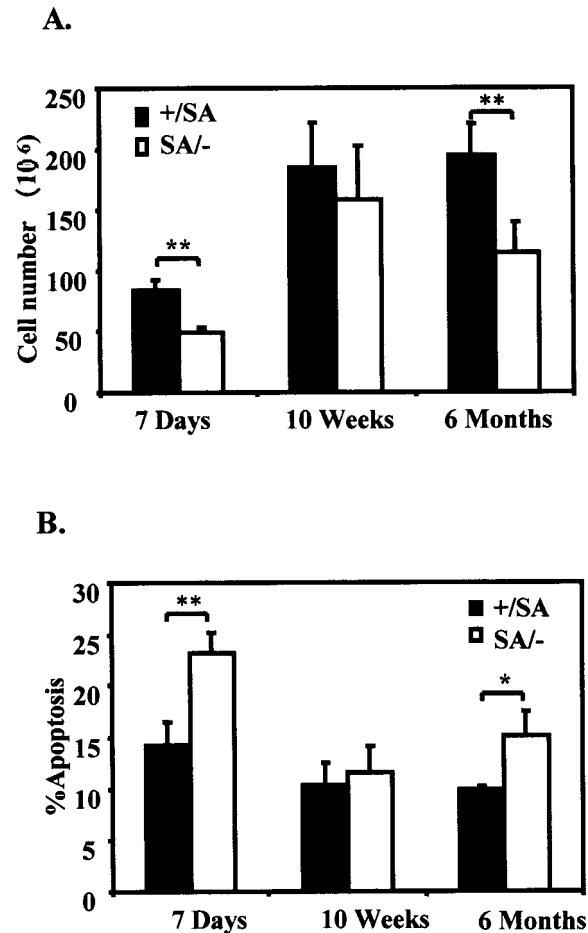 A.
Cell number (10⁶)
250
200
150
100
50
0
+/SA
SA/-
**
**
7 Days
10 Weeks
6 Months
B.
%Apoptosis
30
25
20
15
10
5
0
+/SA
SA/-
**
*
7 Days
10 Weeks
6 Months